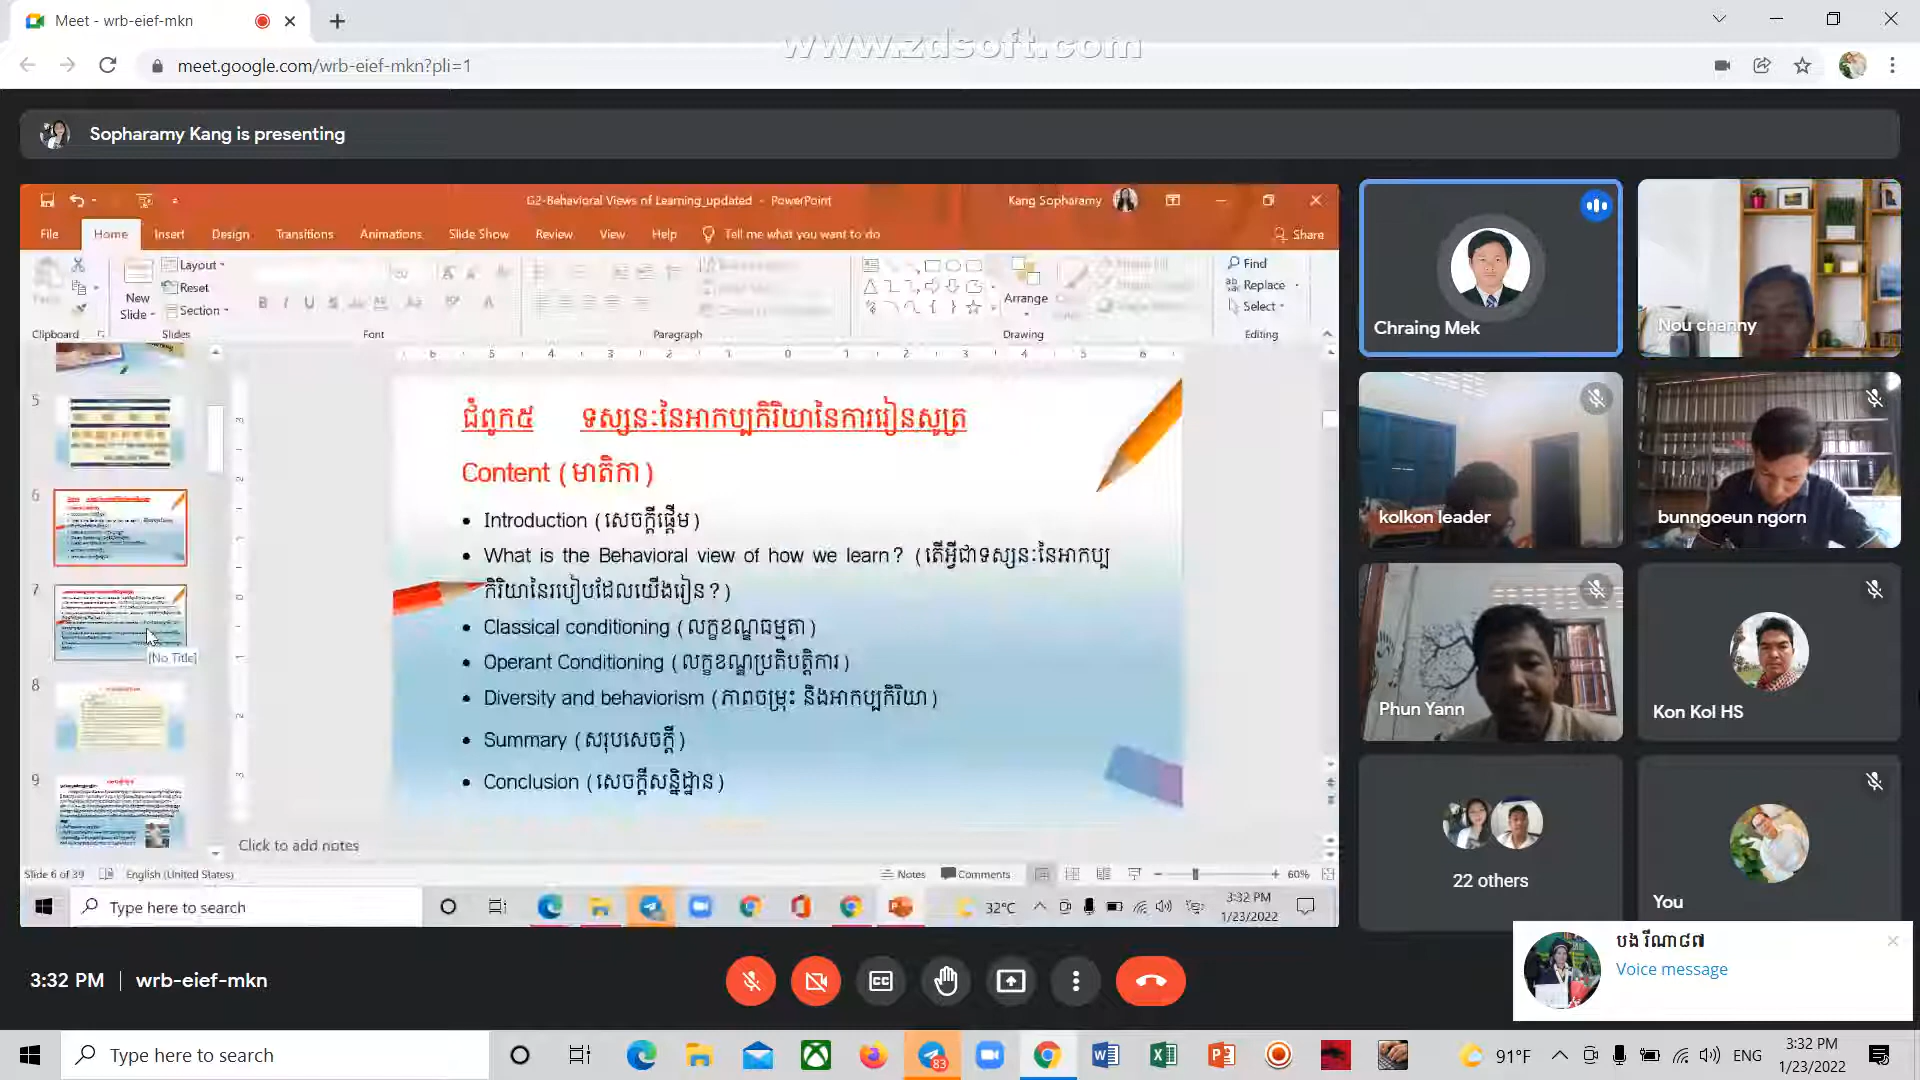 Meet - wrb-eief-mkn
www.zdsoft.com
meet.google.com/wrb-eief-mkn?pli=1
Sopharamy Kang is presenting
G2-Behavioral Views of Learning_updated - PowerPoint
Kang Sopharamy
File Home Insert Design Transitions Animations Slide Show Review View Help Tell me what you want to do Share
New Slide
Layout
Reset
Section
Arrange
Find
Replace
Select
Clipboard Slides Font Paragraph Drawing Editing
5
6
7
[No Title]
8
9
ជំពូក៥ ទស្សនៈនៃអាកប្បកិរិយានៃការរៀនសូត្រ
Content (មាតិកា)
• Introduction (សេចក្តីផ្តើម)
• What is the Behavioral view of how we learn? (តើអ្វីជាទស្សនៈនៃអាកប្ប
កិរិយានៃរបៀបដែលយើងរៀន?)
• Classical conditioning (លក្ខខណ្ឌធម្មតា)
• Operant Conditioning (លក្ខខណ្ឌប្រតិបត្តិការ)
• Diversity and behaviorism (ភាពចម្រុះ និងអាកប្បកិរិយា)
• Summary (សរុបសេចក្តី)
• Conclusion (សេចក្តីសន្និដ្ឋាន)
Click to add notes
Slide 6 of 39 English (United States) Notes Comments 60%
Type here to search
32°C
3:32 PM
1/23/2022
Chraing Mek
Nou channy
kolkon leader
bunngoeun ngorn
Phun Yann
Kon Kol HS
22 others
You
បង រីណា៨៧
Voice message
3:32 PM | wrb-eief-mkn
Type here to search
83
91°F
ENG
3:32 PM
1/23/2022